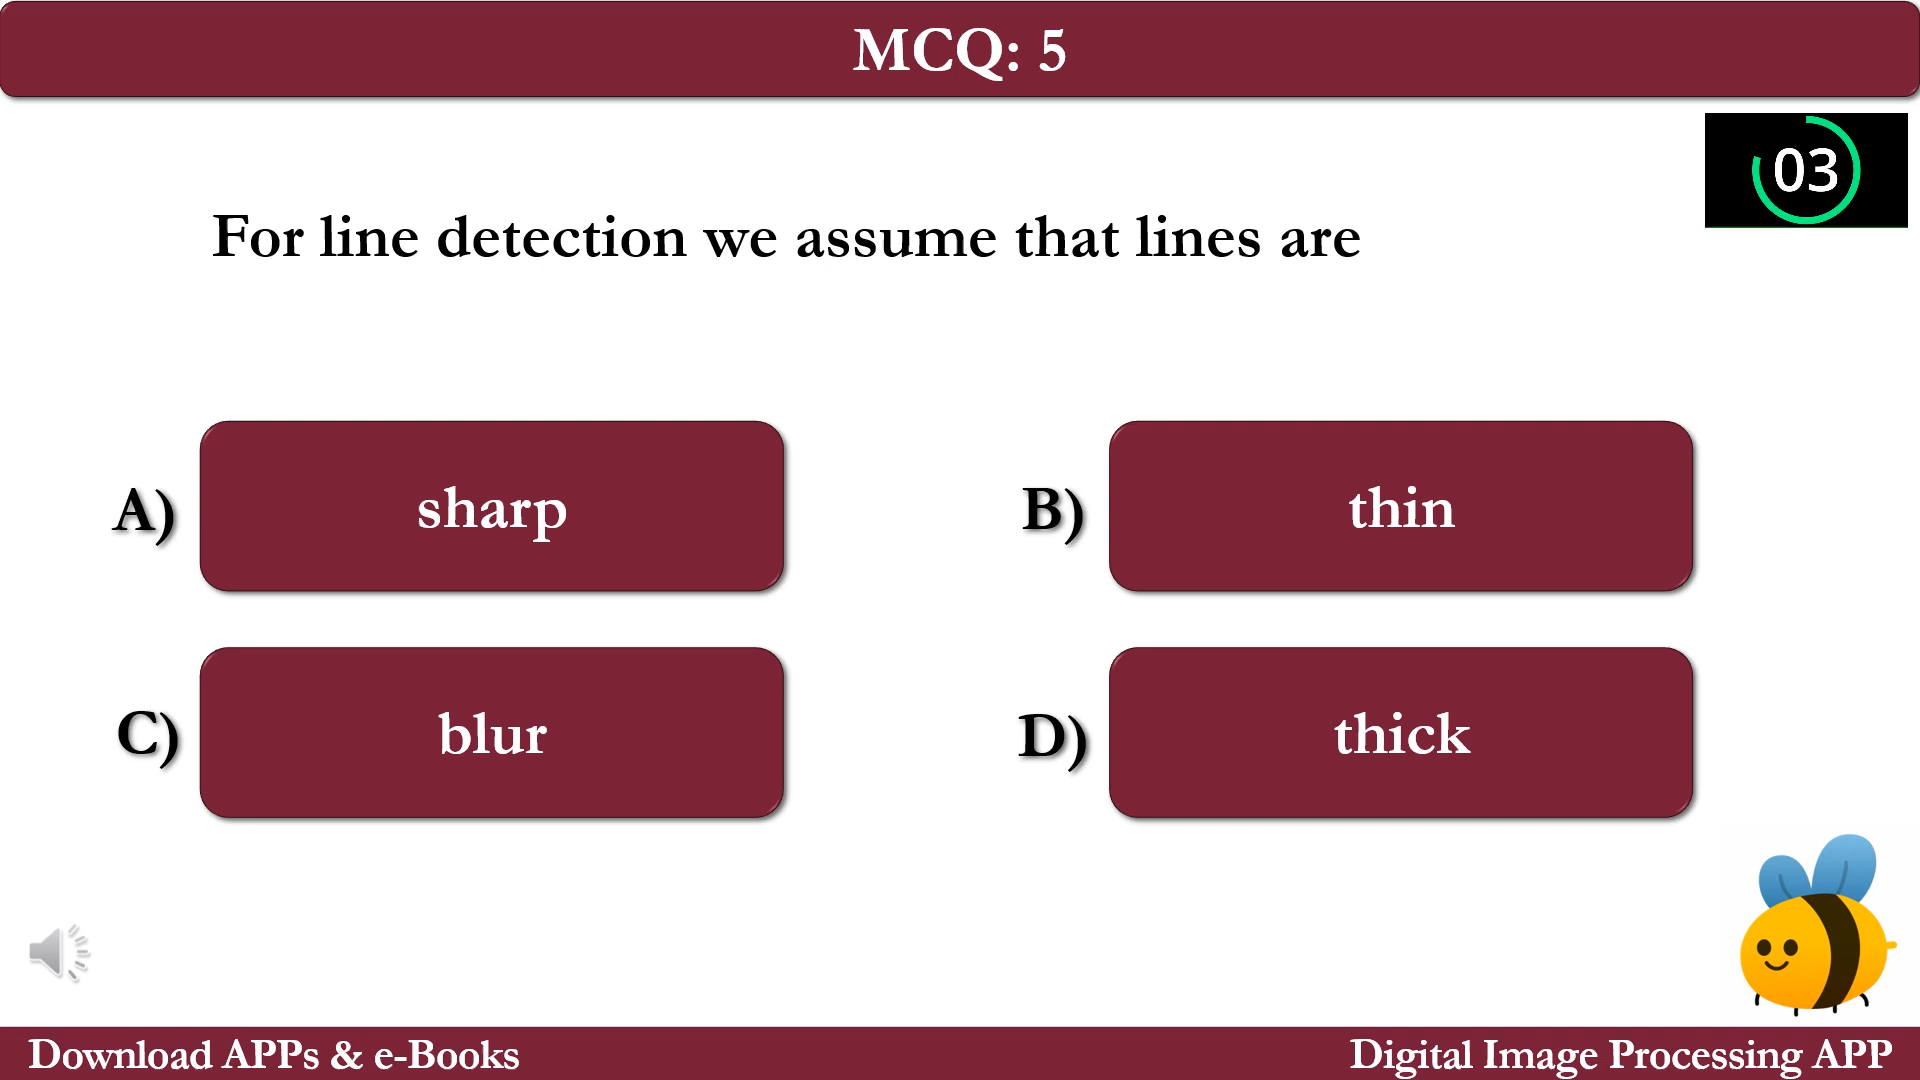 MCQ: 5
03
For line detection we assume that lines are
A) sharp
B) thin
C) blur
D) thick
Download APPs & e-Books
Digital Image Processing APP